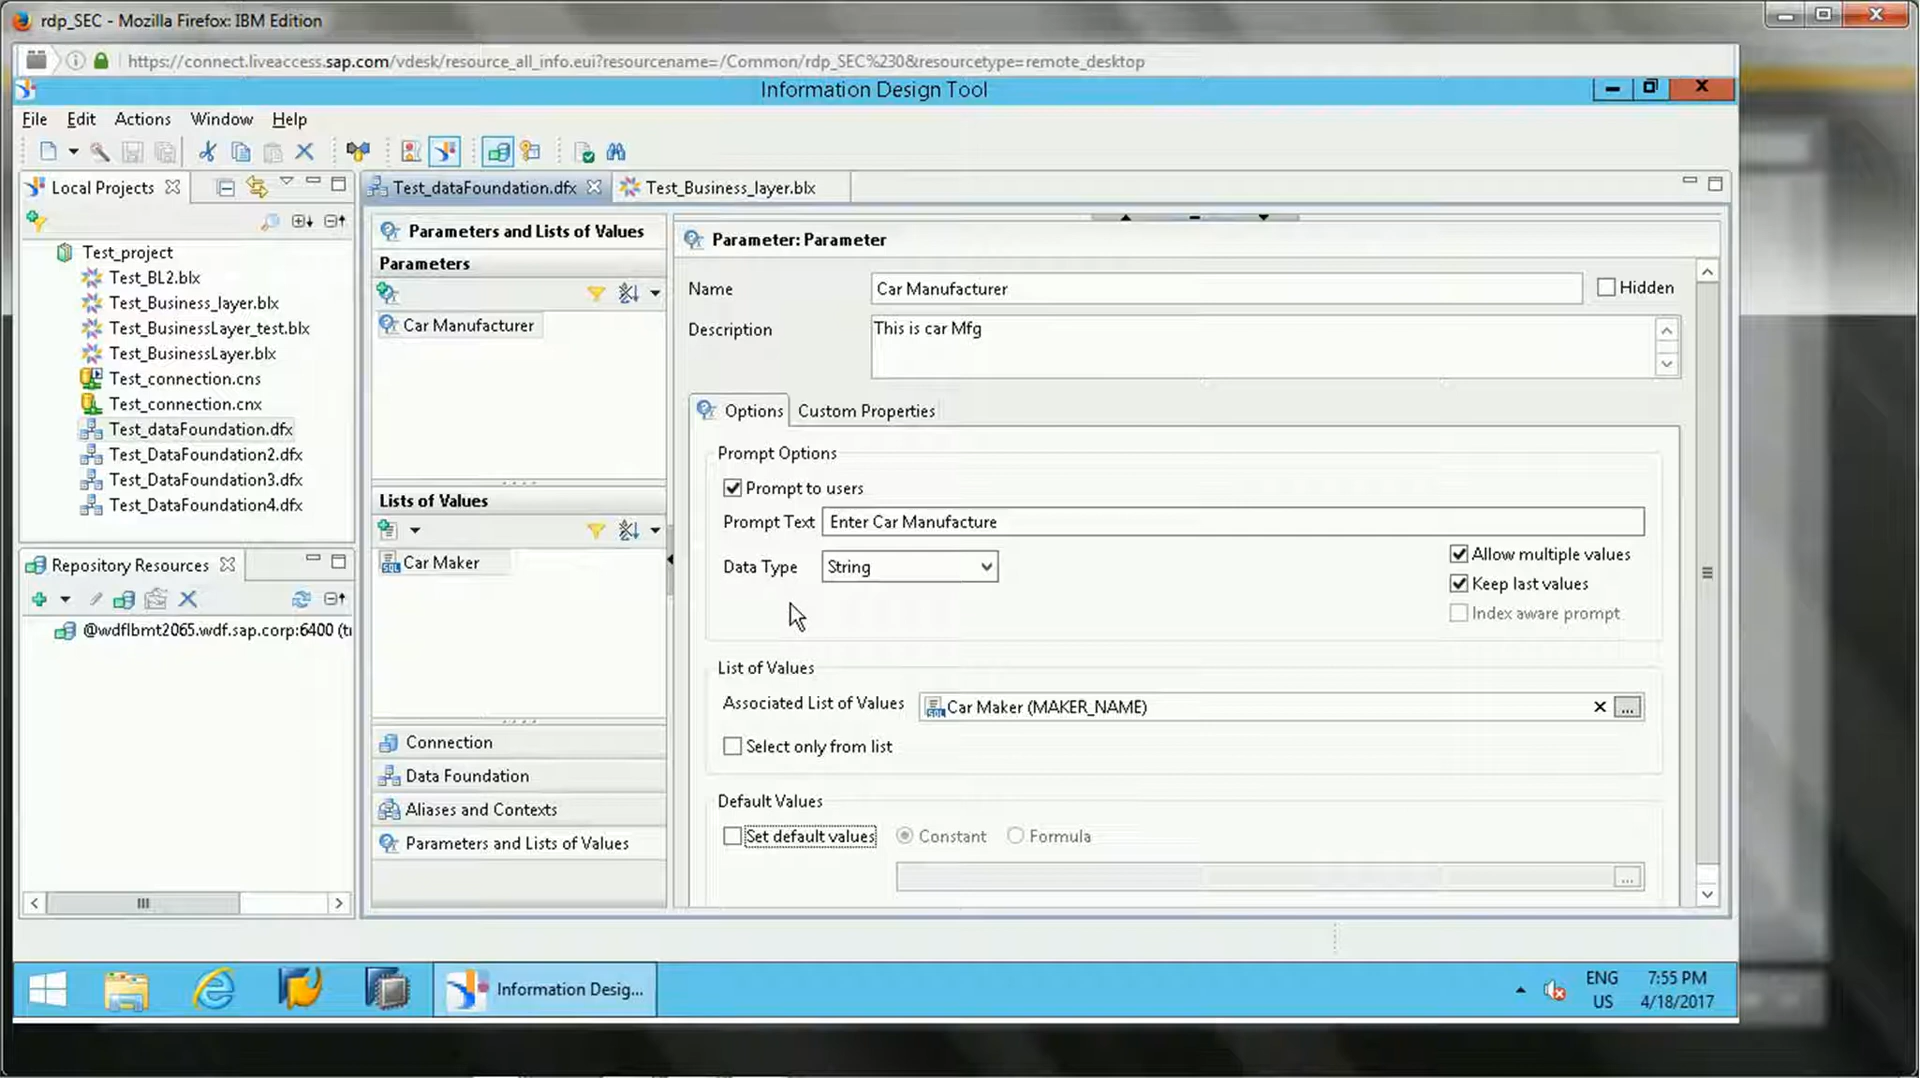 rdp_SEC - Mozilla Firefox: IBM Edition
https://connect.liveaccess.sap.com/vdesk/resource_all_info.eui?resourcename=/Common/rdp_SEC%230&resourcetype=remote_desktop
Information Design Tool
File Edit Actions Window Help
Local Projects
Test_project
Test_BL2.blx
Test_Business_layer.blx
Test_BusinessLayer_test.blx
Test_BusinessLayer.blx
Test_connection.cns
Test_connection.cnx
Test_dataFoundation.dfx
Test_DataFoundation2.dfx
Test_DataFoundation3.dfx
Test_DataFoundation4.dfx
Repository Resources
@wdflbmt2065.wdf.sap.corp:6400 (t
Test_dataFoundation.dfx Test_Business_layer.blx
Parameters and Lists of Values
Parameters
Car Manufacturer
Lists of Values
SQL Car Maker
Connection
Data Foundation
Aliases and Contexts
Parameters and Lists of Values
Parameter: Parameter
Name Car Manufacturer Hidden
Description This is car Mfg
Options Custom Properties
Prompt Options
Prompt to users
Prompt Text Enter Car Manufacture
Data Type String
Allow multiple values
Keep last values
Index aware prompt
List of Values
Associated List of Values SQL Car Maker (MAKER_NAME) ...
Select only from list
Default Values
Set default values Constant Formula
...
Information Desig...
ENG 7:55 PM
US 4/18/2017